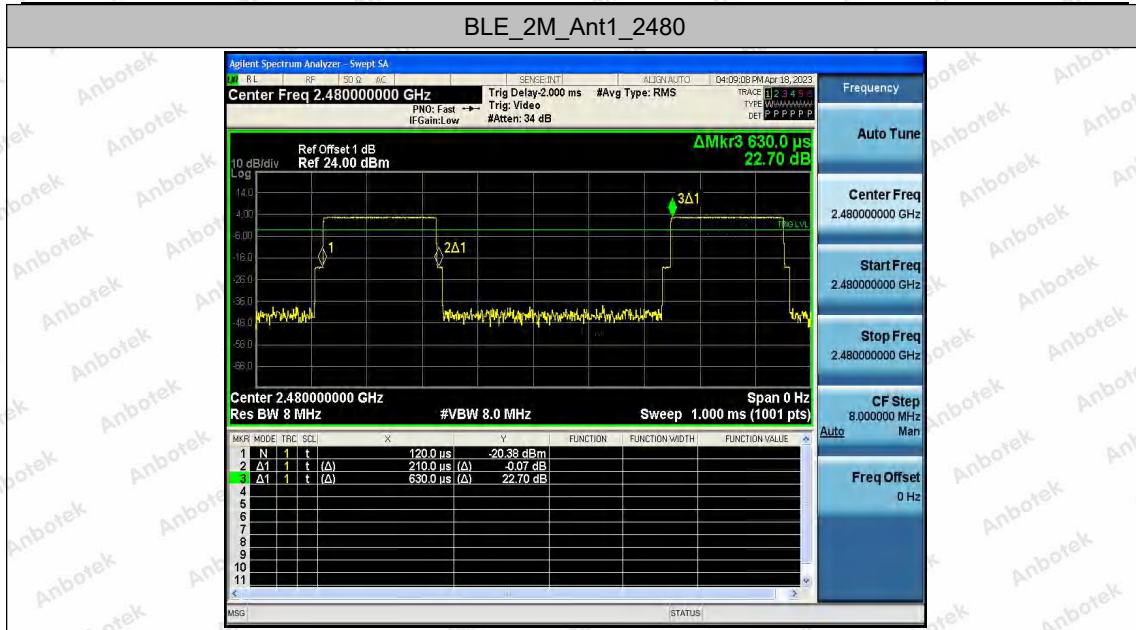 BLE_2M_Ant1_2480
Agilent Spectrum Analyzer - Swept SA
RL RF 50 Ω AC SENSE:INT ALIGN AUTO 04:09:08 PM Apr 18, 2023
Center Freq 2.480000000 GHz Trig Delay-2.000 ms #Avg Type: RMS TRACE 1 2 3 4 5 6
PNO: Fast Trig: Video TYPE
IFGain:Low #Atten: 34 dB DET P P P P P P
Frequency
Auto Tune
Center Freq
2.480000000 GHz
Start Freq
2.480000000 GHz
Stop Freq
2.480000000 GHz
CF Step
8.000000 MHz
Auto Man
Freq Offset
0 Hz
ΔMkr3 630.0 µs
22.70 dB
Ref Offset 1 dB
10 dB/div Ref 24.00 dBm
Log
14.0
4.00
-6.00
-16.0
-26.0
-36.0
-46.0
-56.0
-66.0
3Δ1
TRIG LVL
1
2Δ1
Center 2.480000000 GHz Span 0 Hz
Res BW 8 MHz #VBW 8.0 MHz Sweep 1.000 ms (1001 pts)
MKR MODE TRC SCL X Y FUNCTION FUNCTION WIDTH FUNCTION VALUE
1 N 1 t 120.0 µs -20.38 dBm
2 Δ1 1 t (Δ) 210.0 µs (Δ) -0.07 dB
3 Δ1 1 t (Δ) 630.0 µs (Δ) 22.70 dB
4
5
6
7
8
9
10
11
MSG STATUS
Anbotek